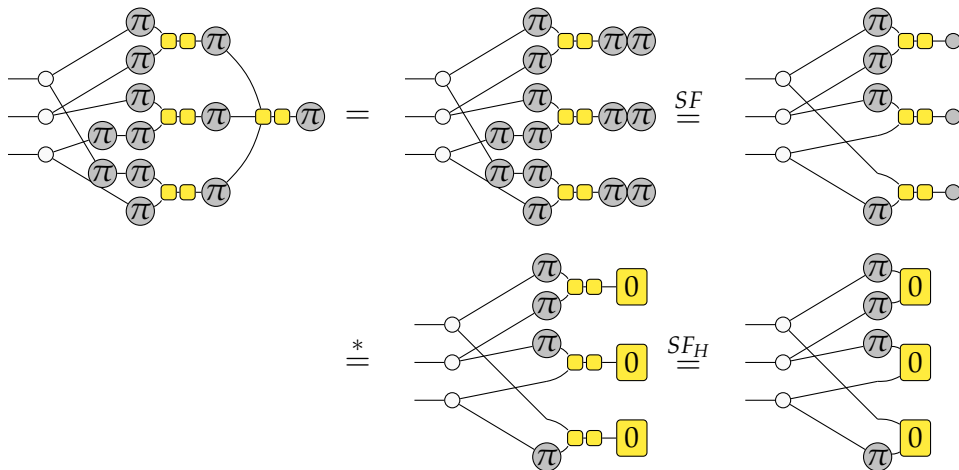 π π π
π ππ
π π π
π π SF π
π π = ππ =
π π π π
π π π π
π ππ
π π π
π π
0 0
π π
* π SF_H π
= 0 = 0
0 0
π π